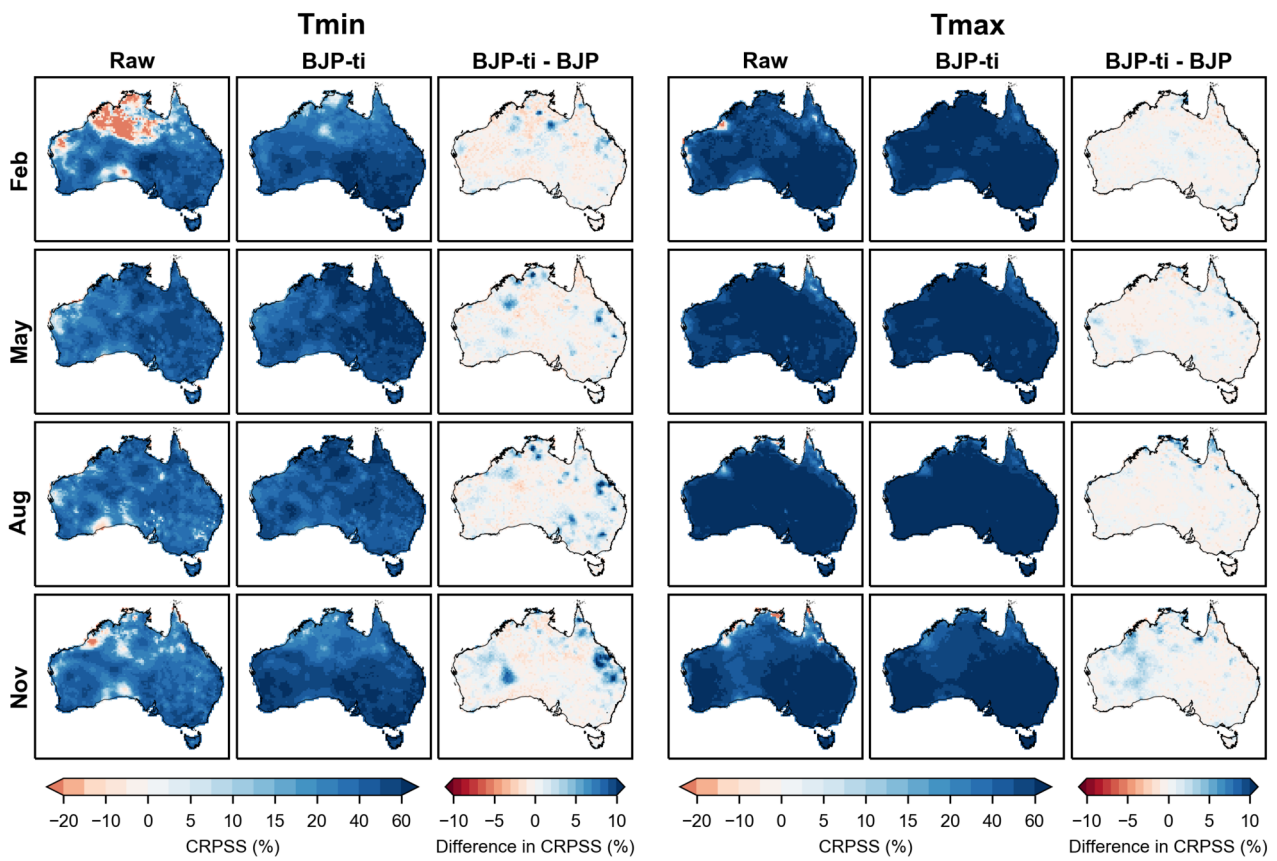 Tmin Tmax
Raw BJP-ti BJP-ti - BJP Raw BJP-ti BJP-ti - BJP
Feb
May
Aug
Nov
−20 −10 0 5 10 15 20 40 60 −10 −5 0 5 10 −20 −10 0 5 10 15 20 40 60 −10 −5 0 5 10
CRPSS (%) Difference in CRPSS (%) CRPSS (%) Difference in CRPSS (%)